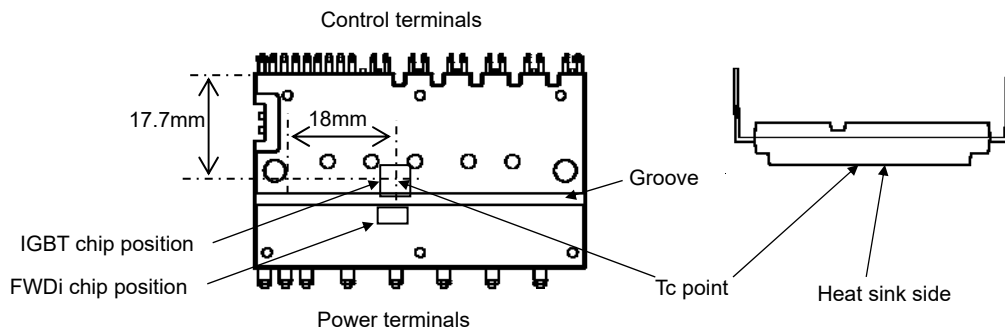 Control terminals
17.7mm
18mm
Groove
IGBT chip position
FWDi chip position
Tc point
Heat sink side
Power terminals